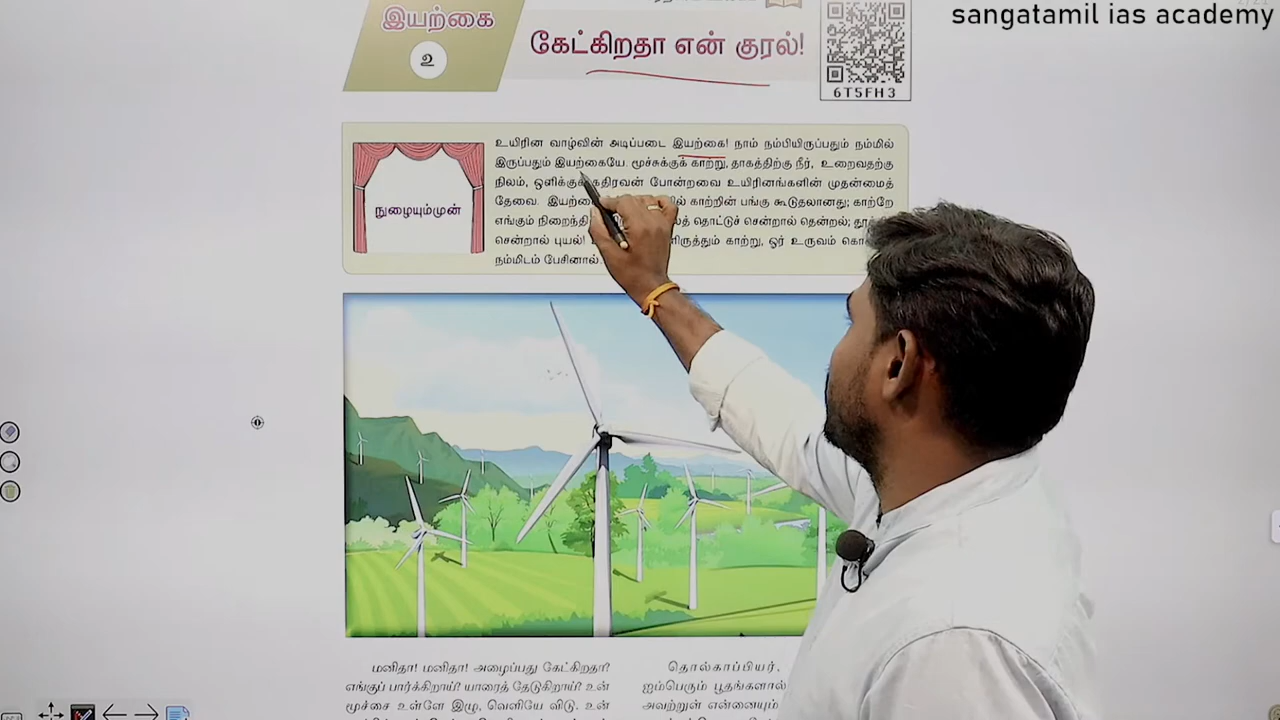 sangatamil ias academy
இயற்கை
௨
கேட்கிறதா என் குரல்!
6T5FH3
நுழையும்முன்
உயிரின வாழ்வின் அடிப்படை இயற்கை! நாம் நம்பியிருப்பதும் நம்மில்
இருப்பதும் இயற்கையே. மூச்சுக்குக் காற்று, தாகத்திற்கு நீர், உறைவதற்கு
நிலம், ஒளிக்குக் கதிரவன் போன்றவை உயிரினங்களின் முதன்மைத்
தேவை. காற்றின் பங்கு கூடுதலானது; காற்றே
எங்கும் தொட்டுச் சென்றால் தென்றல்;
சென்றால் புயல்! காற்று, ஓர் உருவம்
நம்மிடம் பேசினால்
மனிதா! மனிதா! அழைப்பது கேட்கிறதா?
எங்குப் பார்க்கிறாய்? யாரைத் தேடுகிறாய்? உன்
மூச்சை உள்ளே இழு, வெளியே விடு. உன்
தொல்காப்பியர்,
ஐம்பெரும் பூதங்களால்
அவற்றுள் என்னையும்